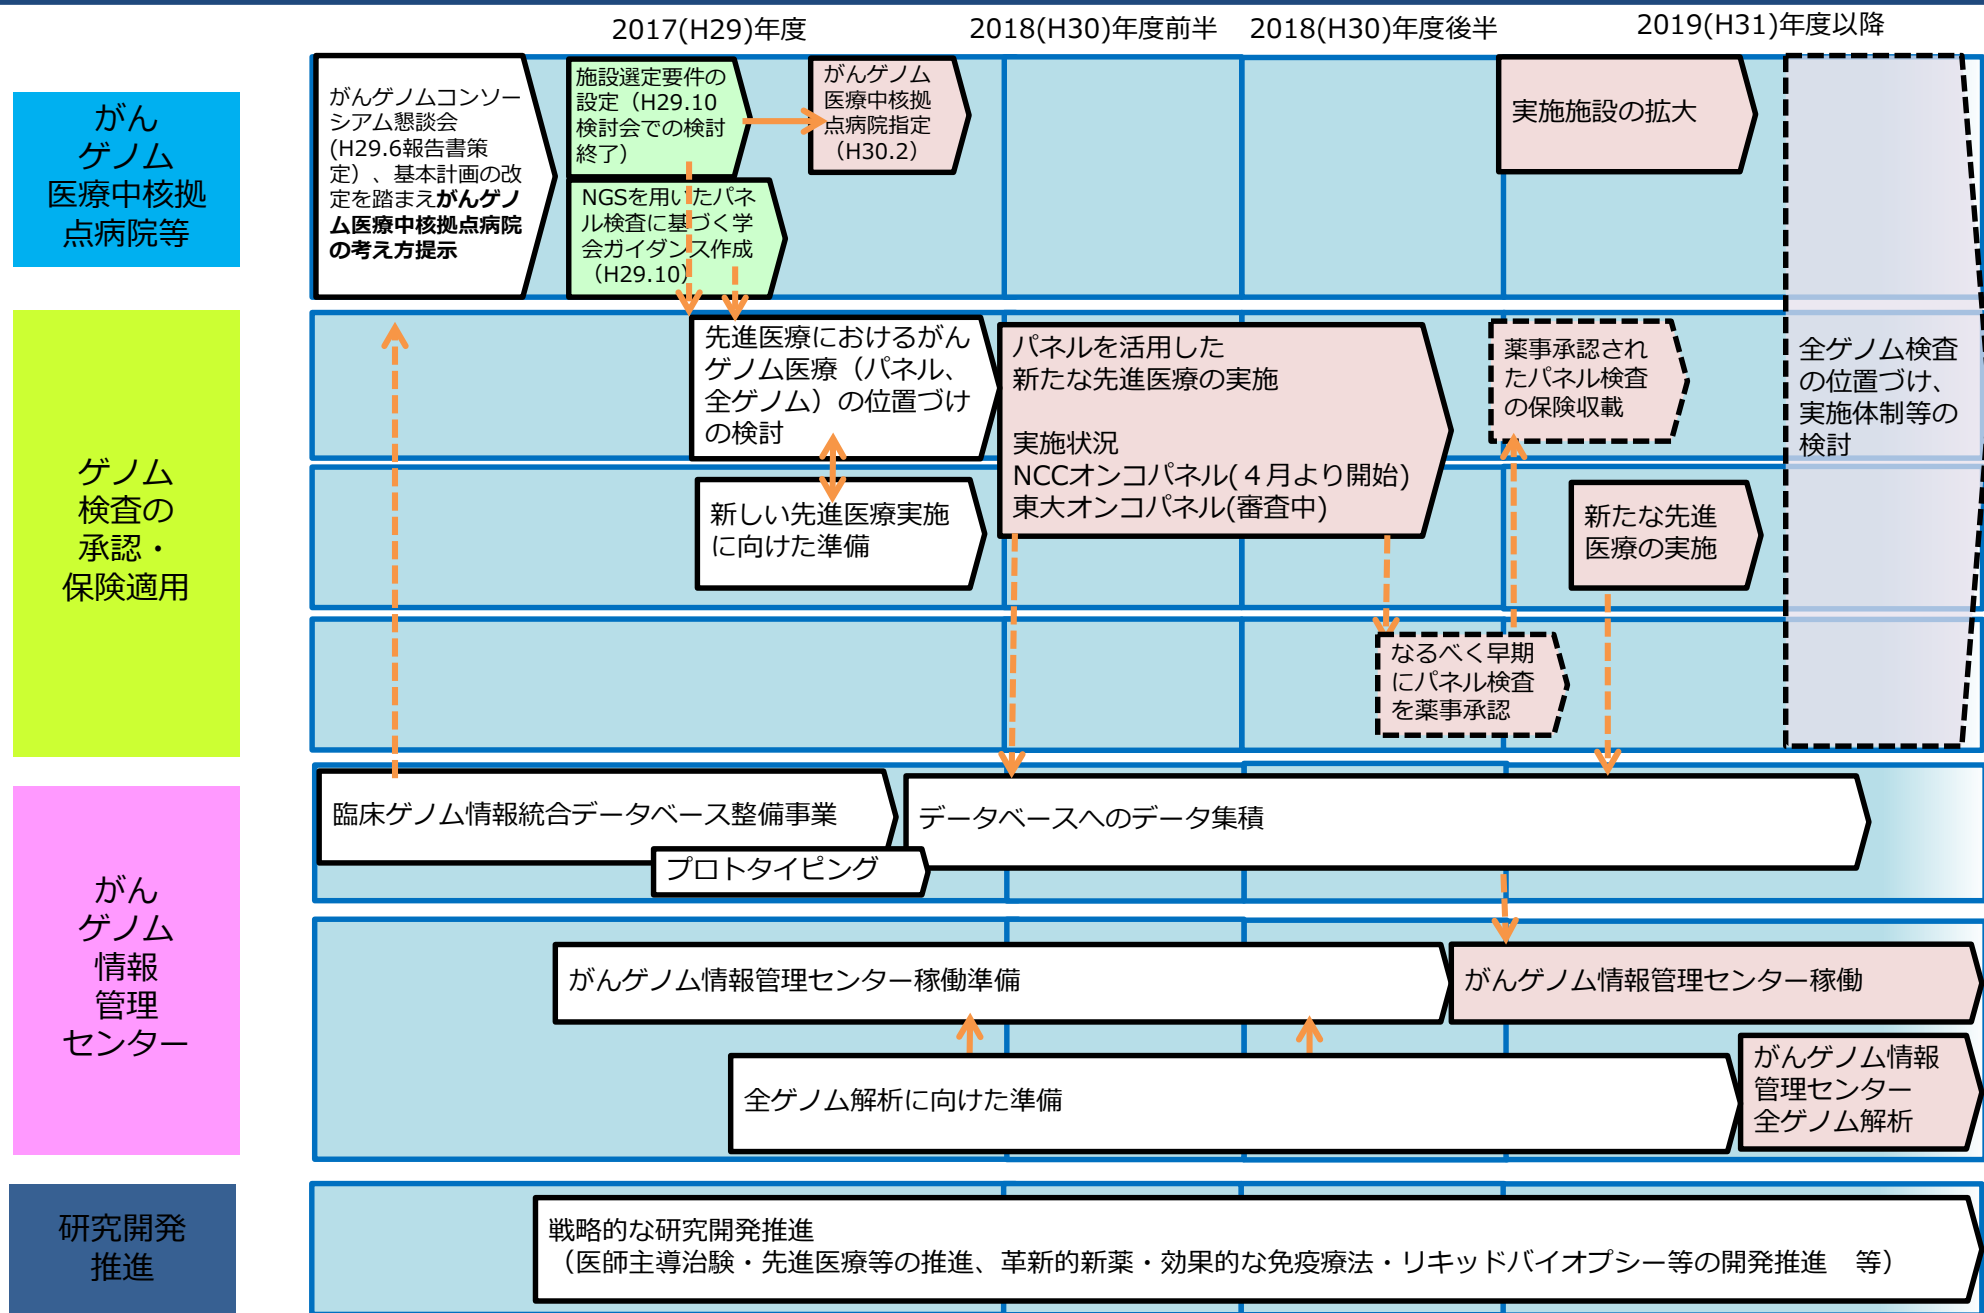 2017(H29)年度
2018(H30)年度前半
2018(H30)年度後半
2019(H31)年度以降
がん
ゲノム
医療中核拠
点病院等
がんゲノムコンソー
シアム懇談会
(H29.6報告書策
定)、基本計画の改
定を踏まえがんゲノ
ム医療中核拠点病院
の考え方提示
施設選定要件の
設定（H29.10
検討会での検討
終了）
がんゲノム
医療中核拠
点病院指定
（H30.2）
NGSを用いたパネ
ル検査に基づく学
会ガイダンス作成
（H29.10）
実施施設の拡大
ゲノム
検査の
承認・
保険適用
先進医療におけるがん
ゲノム医療（パネル、
全ゲノム）の位置づけ
の検討
新しい先進医療実施
に向けた準備
パネルを活用した
新たな先進医療の実施
実施状況
NCCオンコパネル(４月より開始)
東大オンコパネル(審査中)
薬事承認され
たパネル検査
の保険収載
新たな先進
医療の実施
なるべく早期
にパネル検査
を薬事承認
全ゲノム検査
の位置づけ、
実施体制等の
検討
がん
ゲノム
情報
管理
センター
臨床ゲノム情報統合データベース整備事業
プロトタイピング
データベースへのデータ集積
がんゲノム情報管理センター稼働準備
がんゲノム情報管理センター稼働
全ゲノム解析に向けた準備
がんゲノム情報
管理センター
全ゲノム解析
研究開発
推進
戦略的な研究開発推進
（医師主導治験・先進医療等の推進、革新的新薬・効果的な免疫療法・リキッドバイオプシー等の開発推進　等）